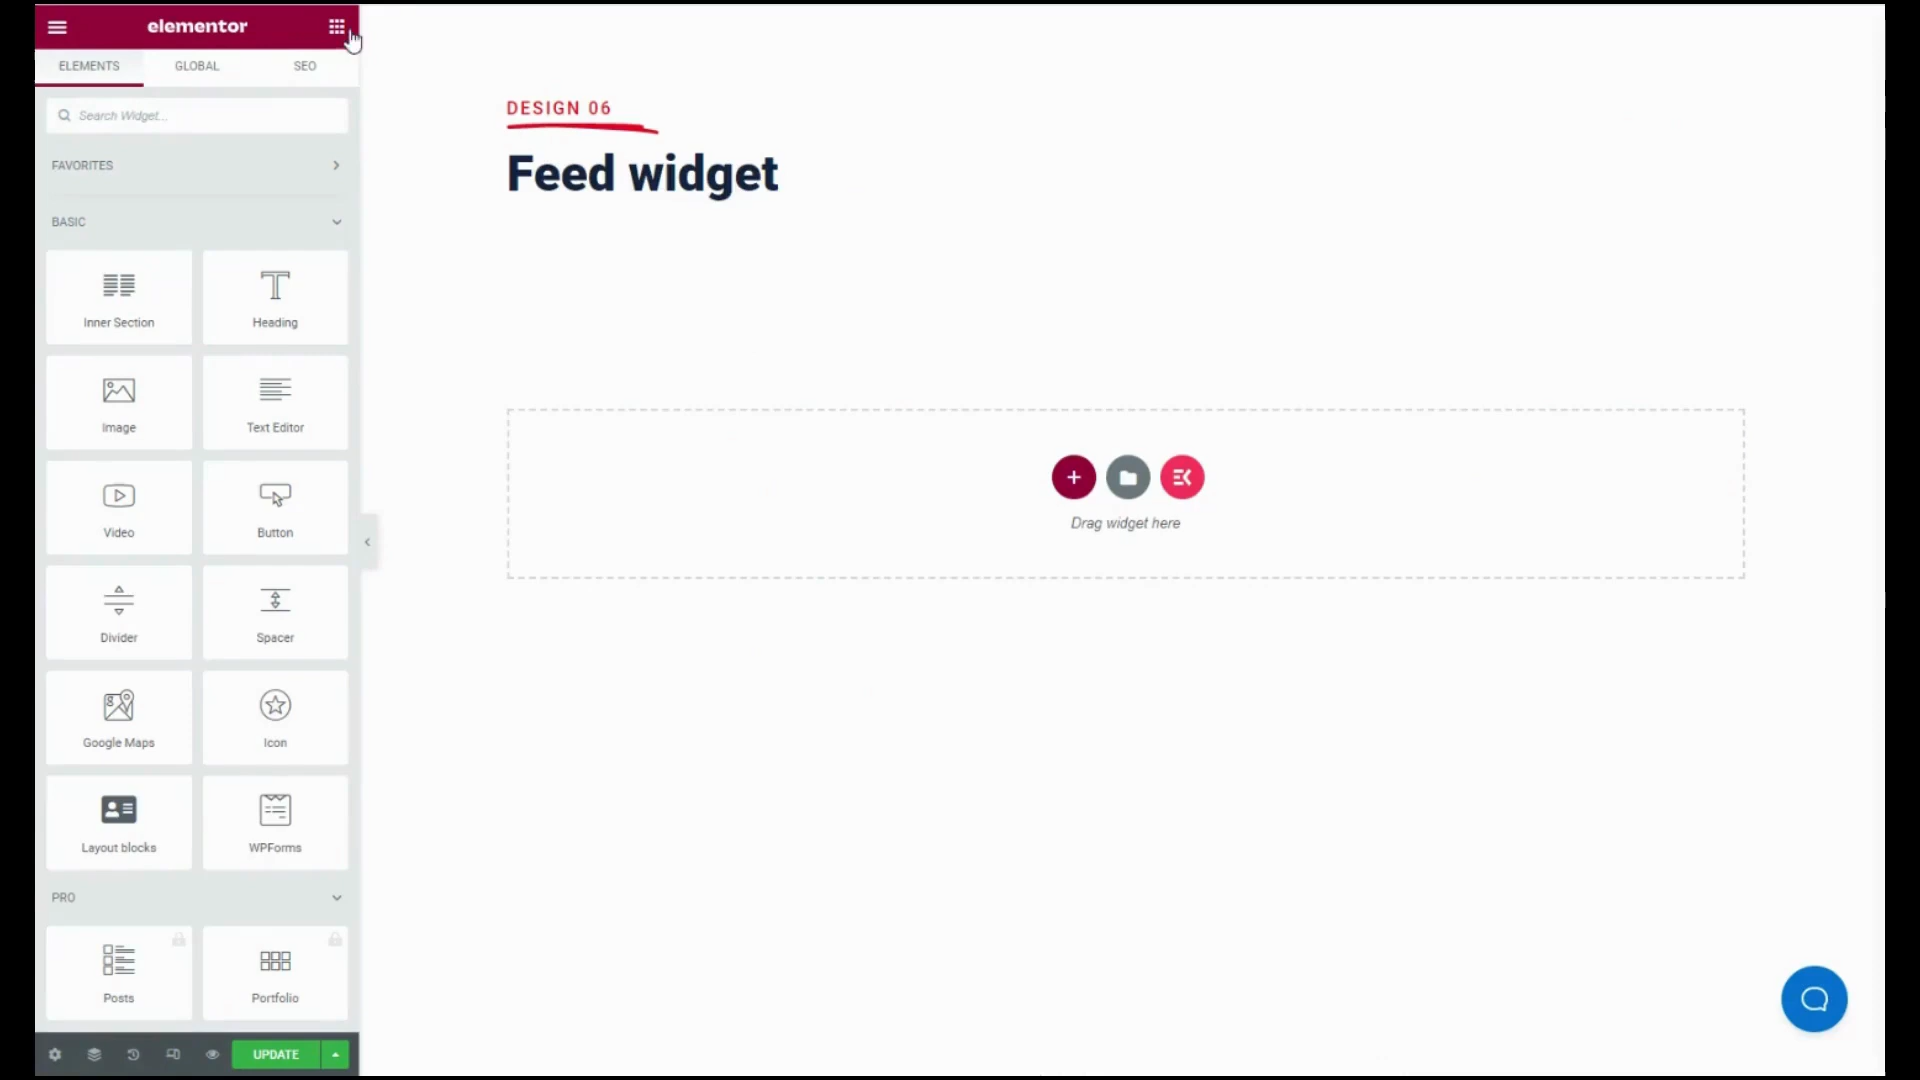 elementor
ELEMENTS GLOBAL SEO
Search Widget...
FAVORITES
BASIC
Inner Section Heading
Image Text Editor
Video Button
Divider Spacer
Google Maps Icon
Layout blocks WPForms
PRO
Posts Portfolio
UPDATE
DESIGN 06
Feed widget
Drag widget here